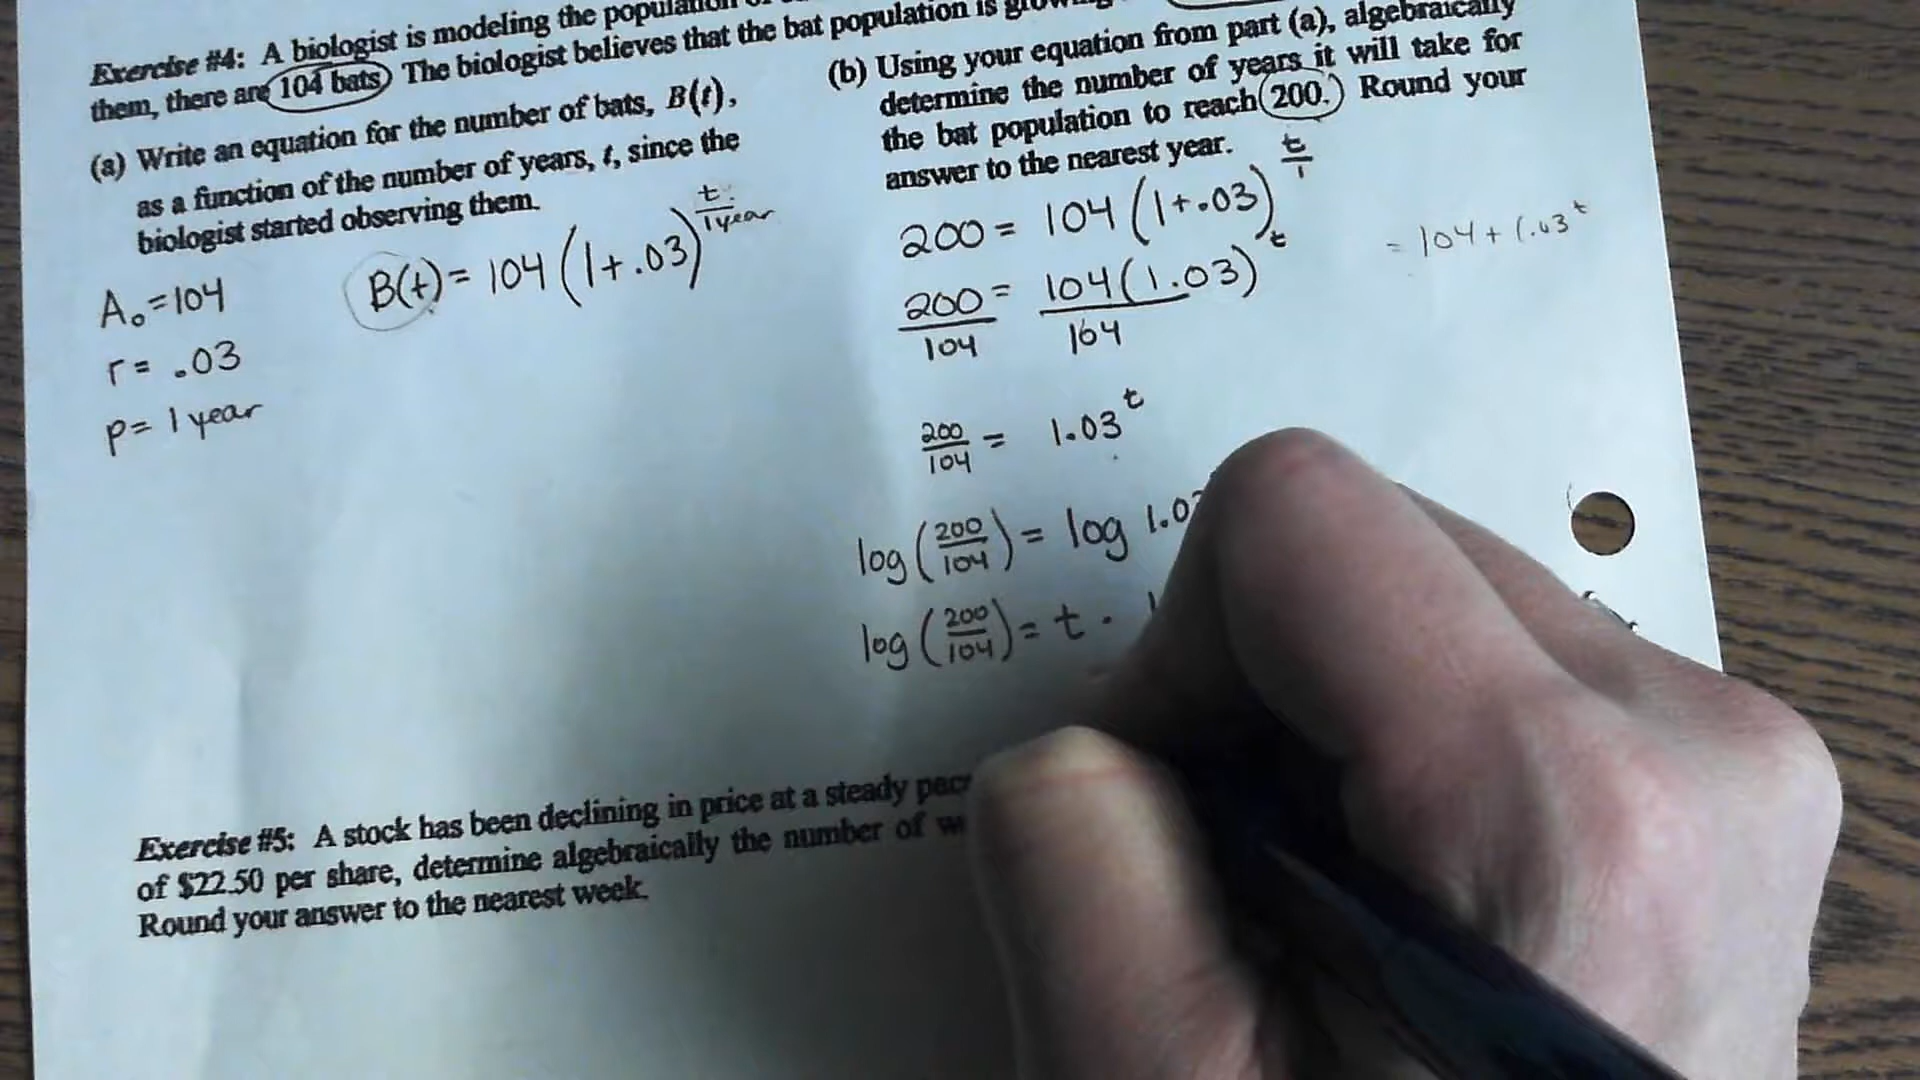 Exercise #4: A biologist is modeling the population of
them, there are 104 bats. The biologist believes that the bat population is growing
(a) Write an equation for the number of bats, B(t),
as a function of the number of years, t, since the
biologist started observing them.
A₀ = 104
r = .03
p = 1 year
B(t) = 104 (1 + .03)^(t/1 year)
(b) Using your equation from part (a), algebraically
determine the number of years it will take for
the bat population to reach 200. Round your
answer to the nearest year.
200 = 104 (1 + .03)^(t/1)
= 104 + 1.03^t
200/104 = 104(1.03)^t/104
200/104 = 1.03^t
log (200/104) = log 1.0
log (200/104) = t ·
Exercise #5: A stock has been declining in price at a steady
of $22.50 per share, determine algebraically the number of
Round your answer to the nearest week.